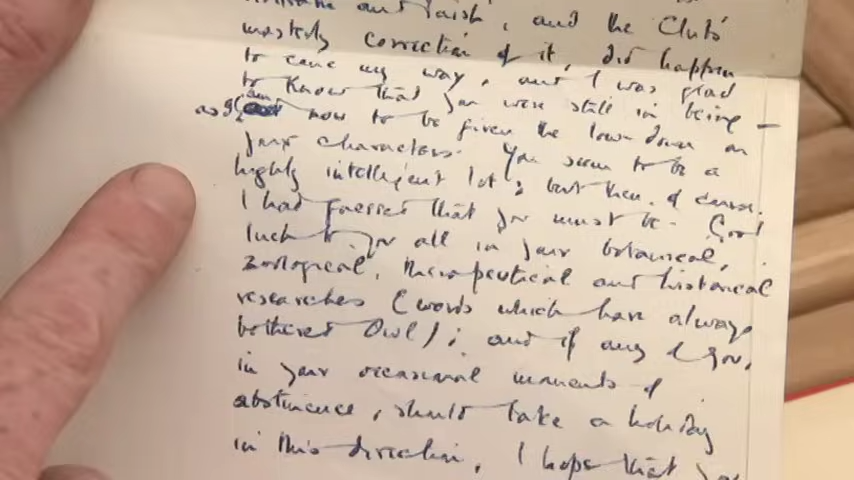 and the Clubs'
masterly correction of it, did happen
to come my way, and I was glad
to know that you were still in being —
as I am now to be given the low-down on
your characters. You seem to be a
highly intelligent lot; but then, of course,
I had guessed that you must be. Good
luck to you all in your botanical,
zoological, therapeutical and historical
researches (words which have always
bothered Owl); and if any of you,
in your occasional moments of
abstinence, should take a holiday
in this direction, I hope that you